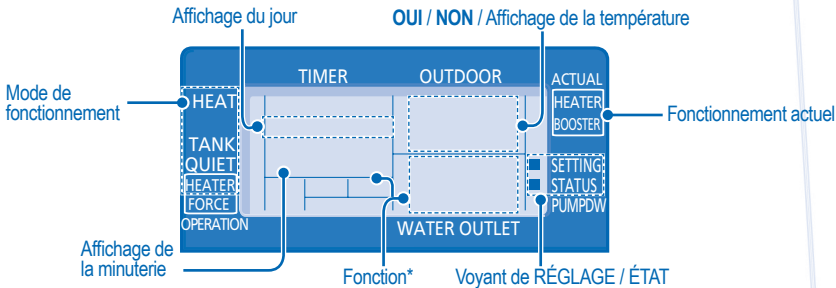 Affichage du jour
OUI / NON / Affichage de la température
Mode de
fonctionnement
TIMER
OUTDOOR
ACTUAL
HEAT
HEATER
BOOSTER
Fonctionnement actuel
TANK
QUIET
HEATER
FORCE
OPERATION
SETTING
STATUS
PUMPDW
WATER OUTLET
Affichage de
la minuterie
Fonction*
Voyant de RÉGLAGE / ÉTAT